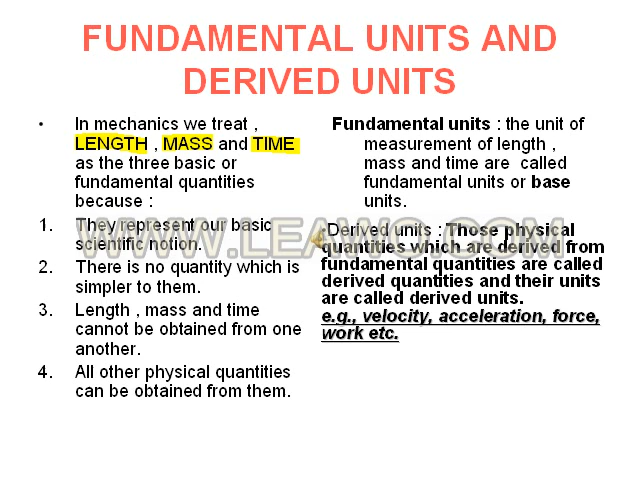 FUNDAMENTAL UNITS AND
DERIVED UNITS
• In mechanics we treat ,
LENGTH , MASS and TIME
as the three basic or
fundamental quantities
because :
1. They represent our basic
scientific notion.
2. There is no quantity which is
simpler to them.
3. Length , mass and time
cannot be obtained from one
another.
4. All other physical quantities
can be obtained from them.
Fundamental units : the unit of
measurement of length ,
mass and time are called
fundamental units or base
units.
•Derived units : Those physical
quantities which are derived from
fundamental quantities are called
derived quantities and their units
are called derived units.
e.g., velocity, acceleration, force,
work etc.
WWW.LEAWO.COM